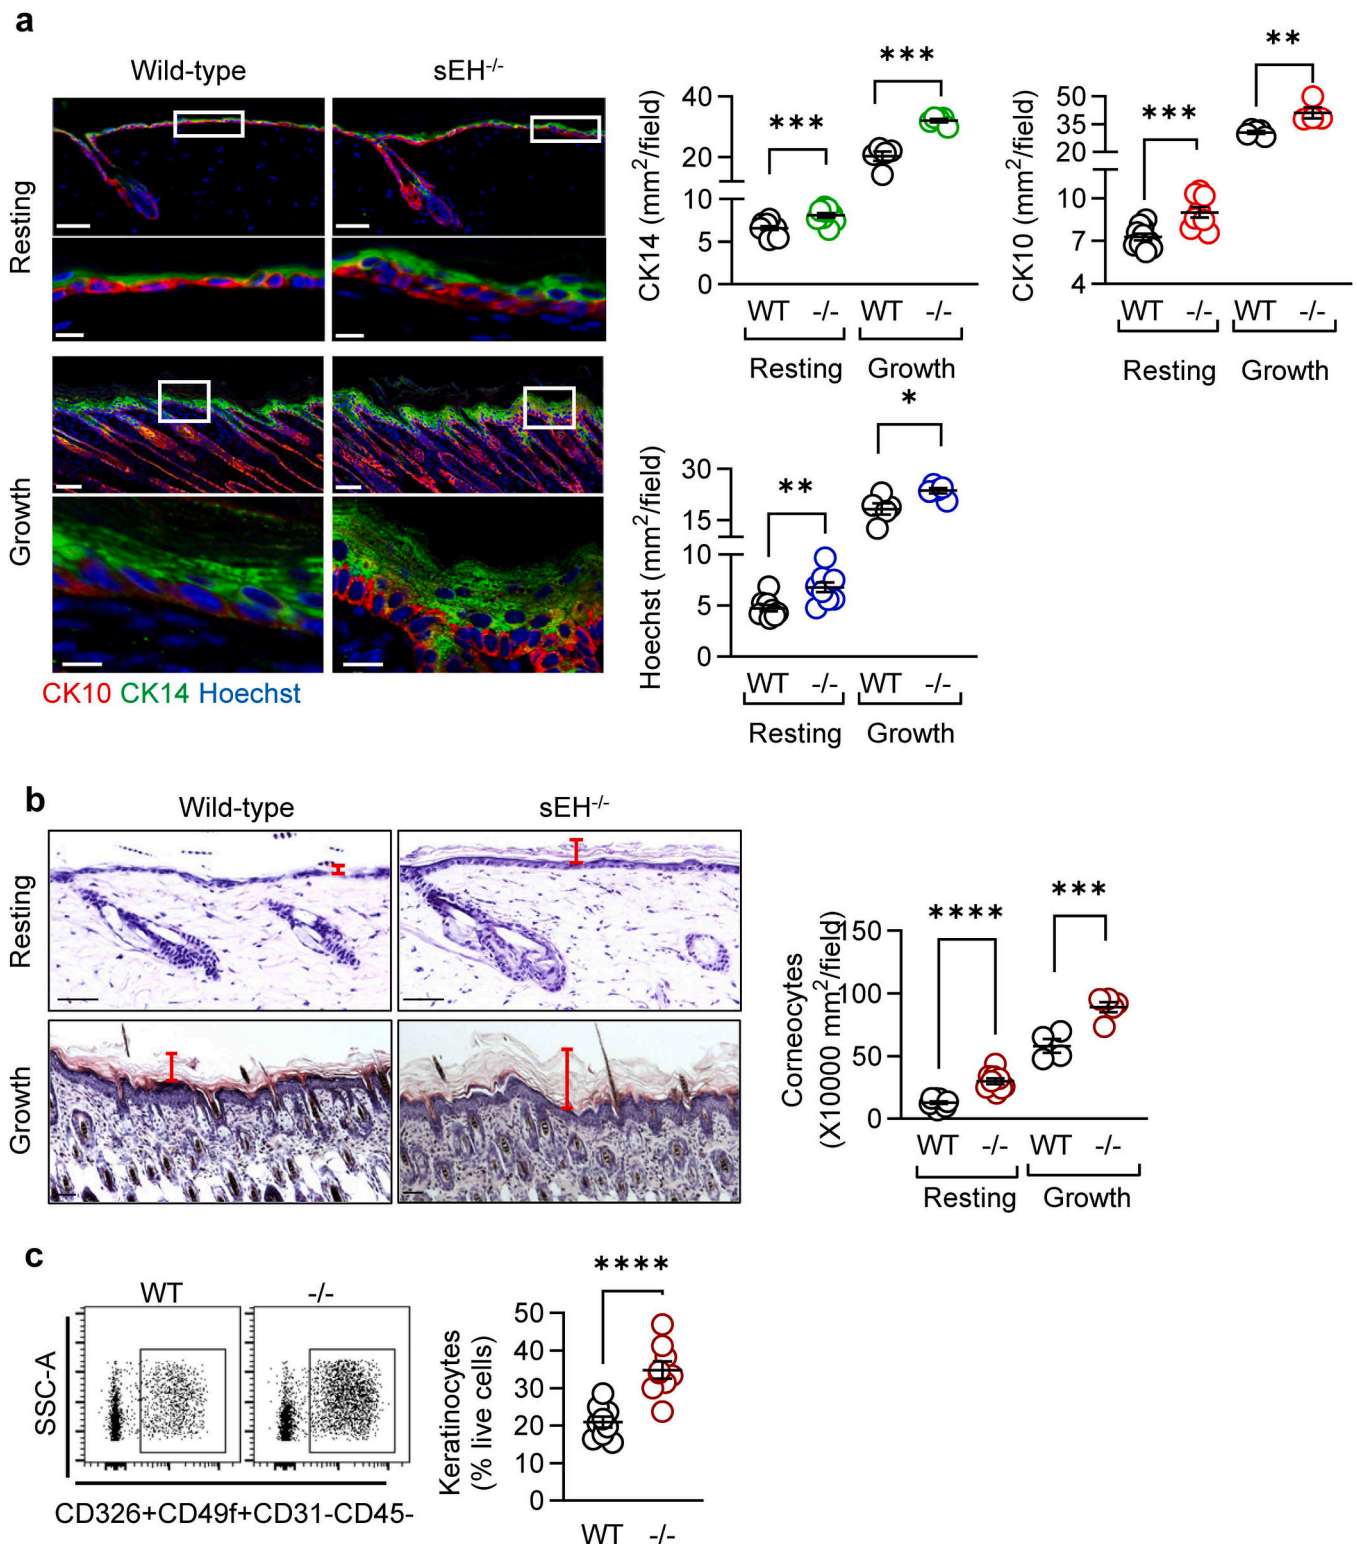 a
Wild-type
sEH-/-
Resting
Growth
CK10 CK14 Hoechst
***
***
CK14 (mm²/field)
40
20
10
5
0
WT -/- WT -/-
Resting Growth
***
**
CK10 (mm²/field)
50
35
20
10
7
4
WT -/- WT -/-
Resting Growth
**
*
Hoechst (mm²/field)
30
15
10
5
0
WT -/- WT -/-
Resting Growth
b
Wild-type
sEH-/-
Resting
Growth
****
***
Corneocytes
(X10000 mm²/field)
150
100
50
0
WT -/- WT -/-
Resting Growth
c
WT
-/-
SSC-A
CD326+CD49f+CD31-CD45-
****
Keratinocytes
(% live cells)
50
40
30
20
10
0
WT -/-